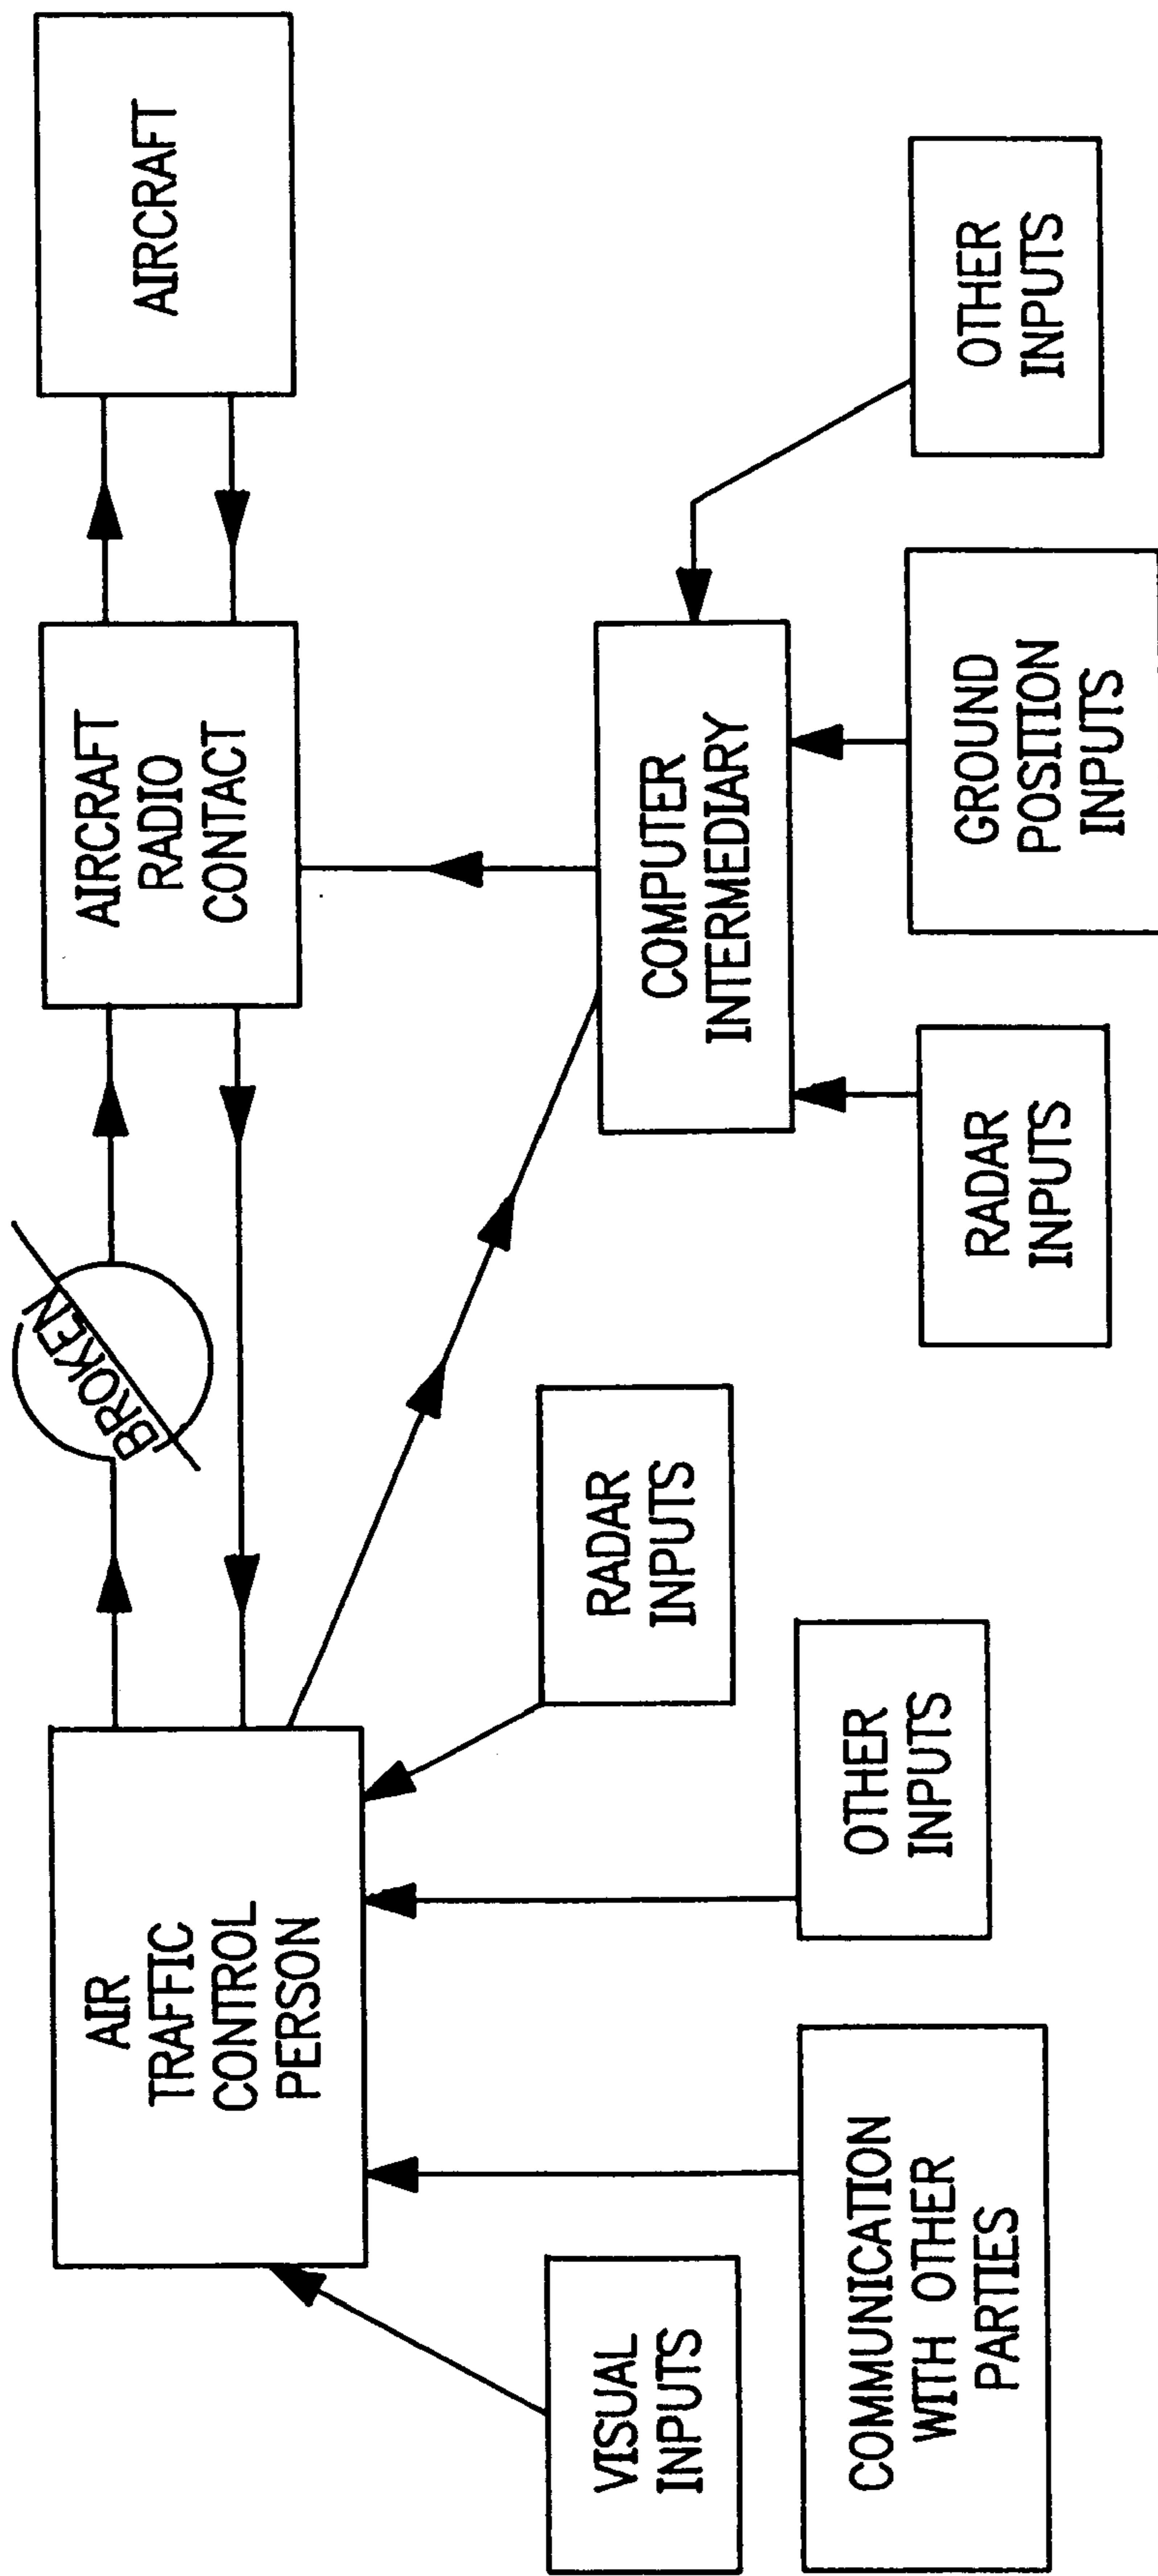 AIR
TRAFFIC
CONTROL
PERSON
BROKEN
AIRCRAFT
RADIO
CONTACT
AIRCRAFT
VISUAL
INPUTS
RADAR
INPUTS
COMPUTER
INTERMEDIARY
COMMUNICATION
WITH OTHER
PARTIES
OTHER
INPUTS
RADAR
INPUTS
GROUND
POSITION
INPUTS
OTHER
INPUTS